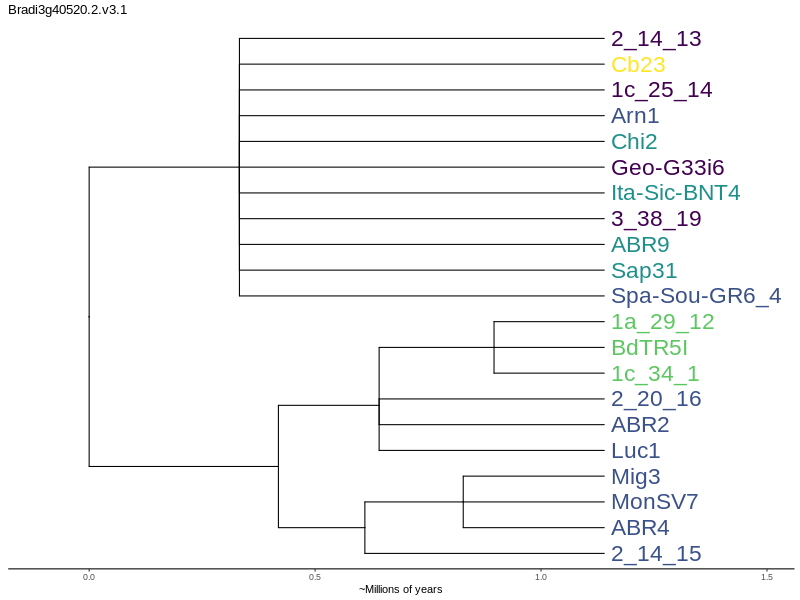 Bradi3g40520.2.v3.1
2_14_13
Cb23
1c_25_14
Arn1
Chi2
Geo-G33i6
Ita-Sic-BNT4
3_38_19
ABR9
Sap31
Spa-Sou-GR6_4
1a_29_12
BdTR5I
1c_34_1
2_20_16
ABR2
Luc1
Mig3
MonSV7
ABR4
2_14_15
0.0 0.5 1.0 1.5
~Millions of years